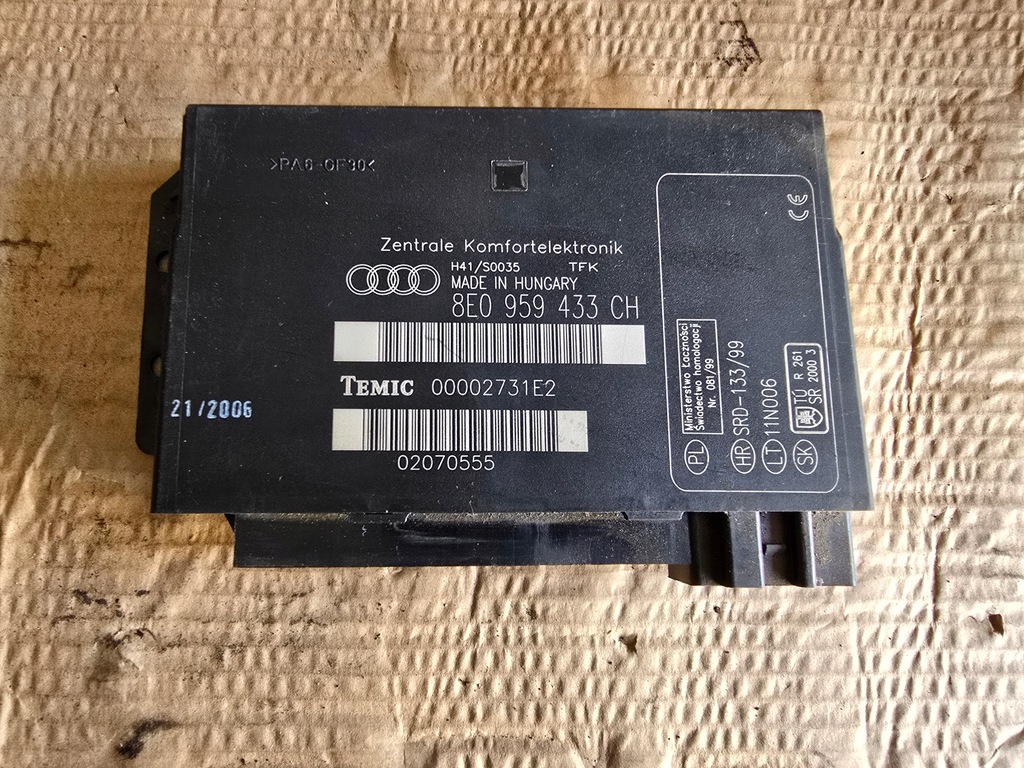 >PA6-GF30<
Zentrale Komfortelektronik
H41/S0035 TFK
MADE IN HUNGARY
8E0 959 433 CH
TEMIC 00002731E2
02070555
21/2006
CE
PL
Ministerstwo Łączności
Świadectwo homologacji
Nr. 081/99
HR SRD-133/99
LT 11N006
SK TÚ R 261
SR 2000 3